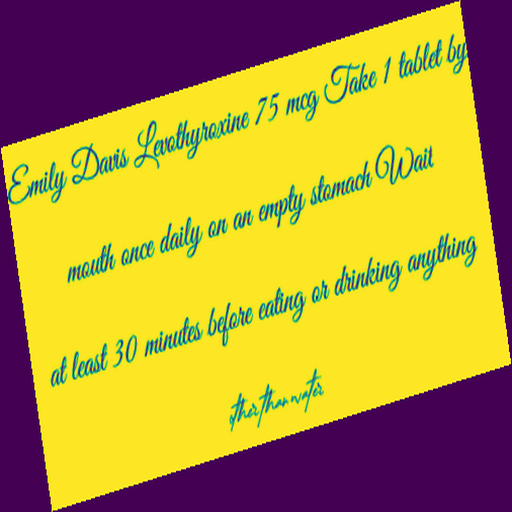 Emily Davis Levothyroxine 75 mcg Take 1 tablet by
mouth once daily on an empty stomach Wait
at least 30 minutes before eating or drinking anything
other than water